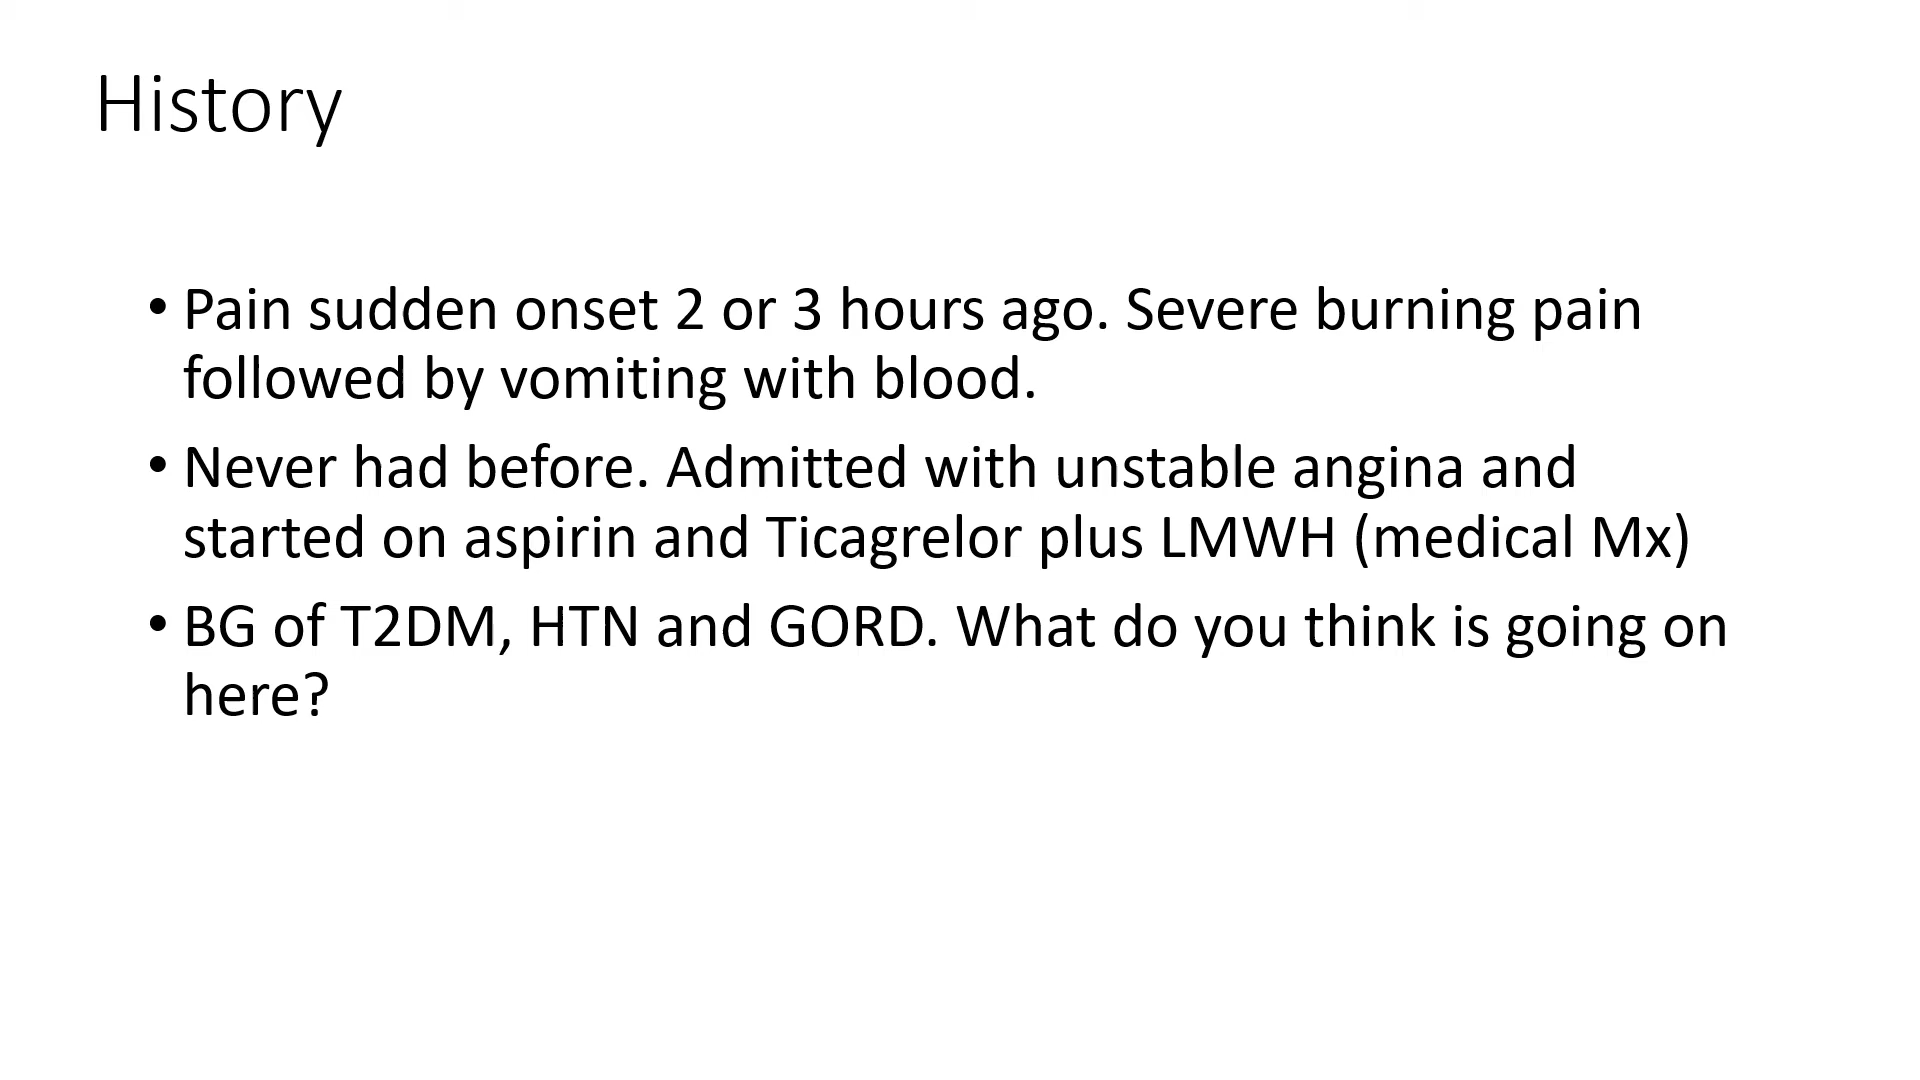 History
• Pain sudden onset 2 or 3 hours ago. Severe burning pain
followed by vomiting with blood.
• Never had before. Admitted with unstable angina and
started on aspirin and Ticagrelor plus LMWH (medical Mx)
• BG of T2DM, HTN and GORD. What do you think is going on
here?